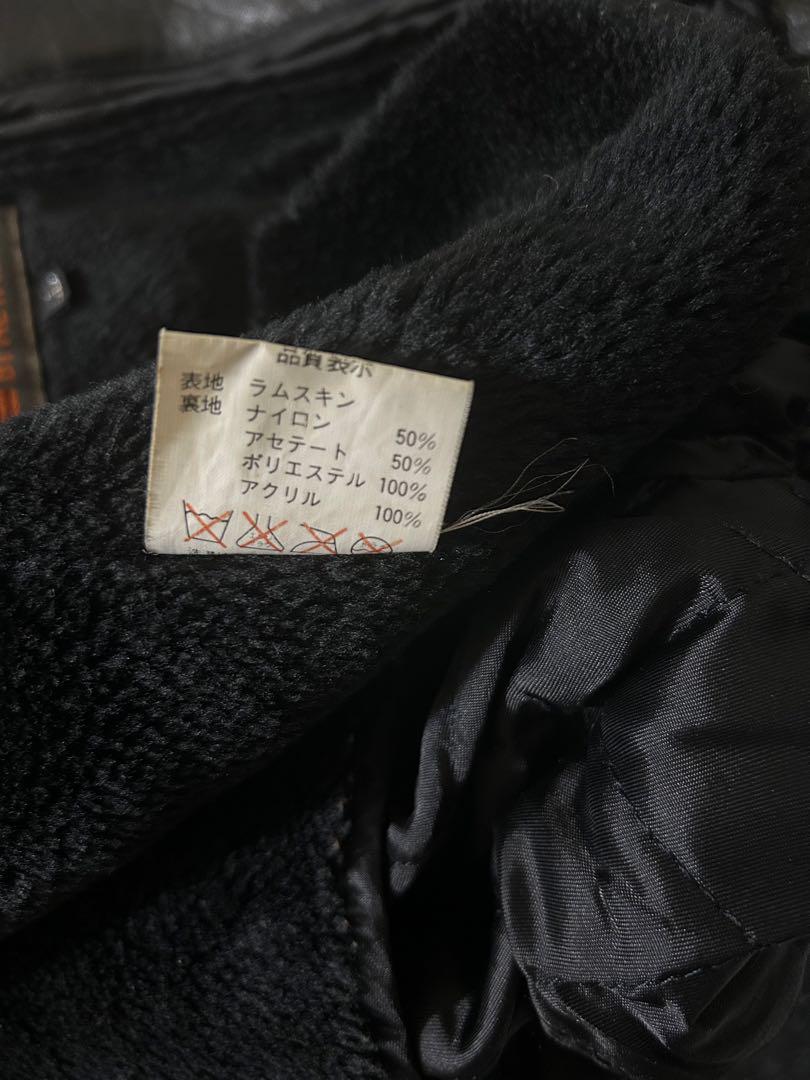 品質表示
表地 ラムスキン
裏地 ナイロン 50%
アセテート 50%
ポリエステル 100%
アクリル 100%